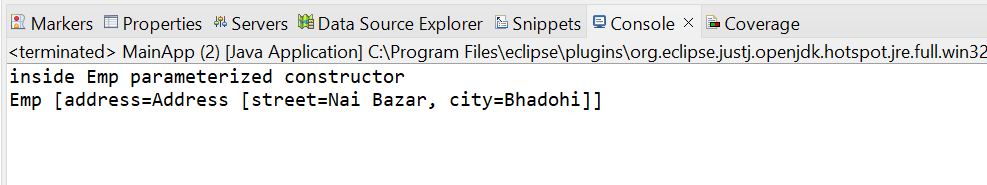 Markers Properties Servers Data Source Explorer Snippets Console Coverage
<terminated> MainApp (2) [Java Application] C:\Program Files\eclipse\plugins\org.eclipse.justj.openjdk.hotspot.jre.full.win32
inside Emp parameterized constructor
Emp [address=Address [street=Nai Bazar, city=Bhadohi]]